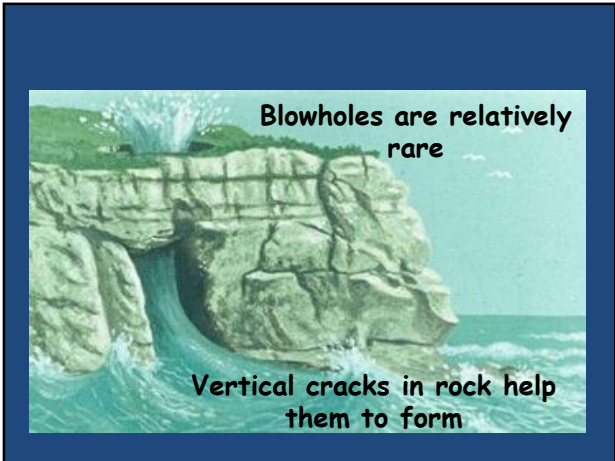 Blowholes are relatively
rare
Vertical cracks in rock help
them to form